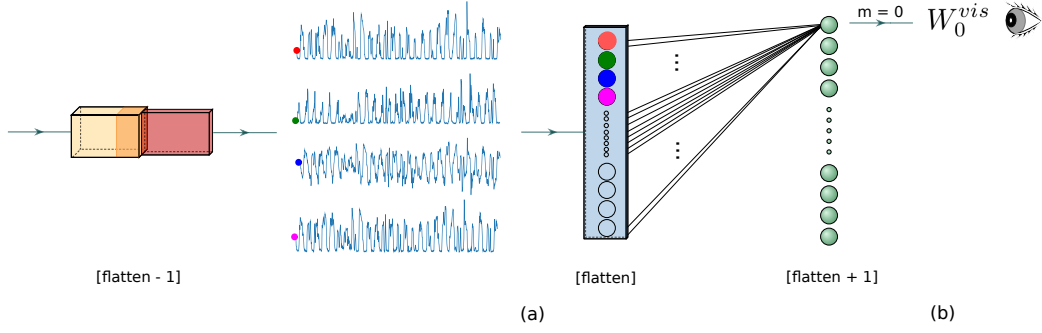 m = 0
W_0^{vis}
[flatten - 1]
[flatten]
[flatten + 1]
(a)
(b)